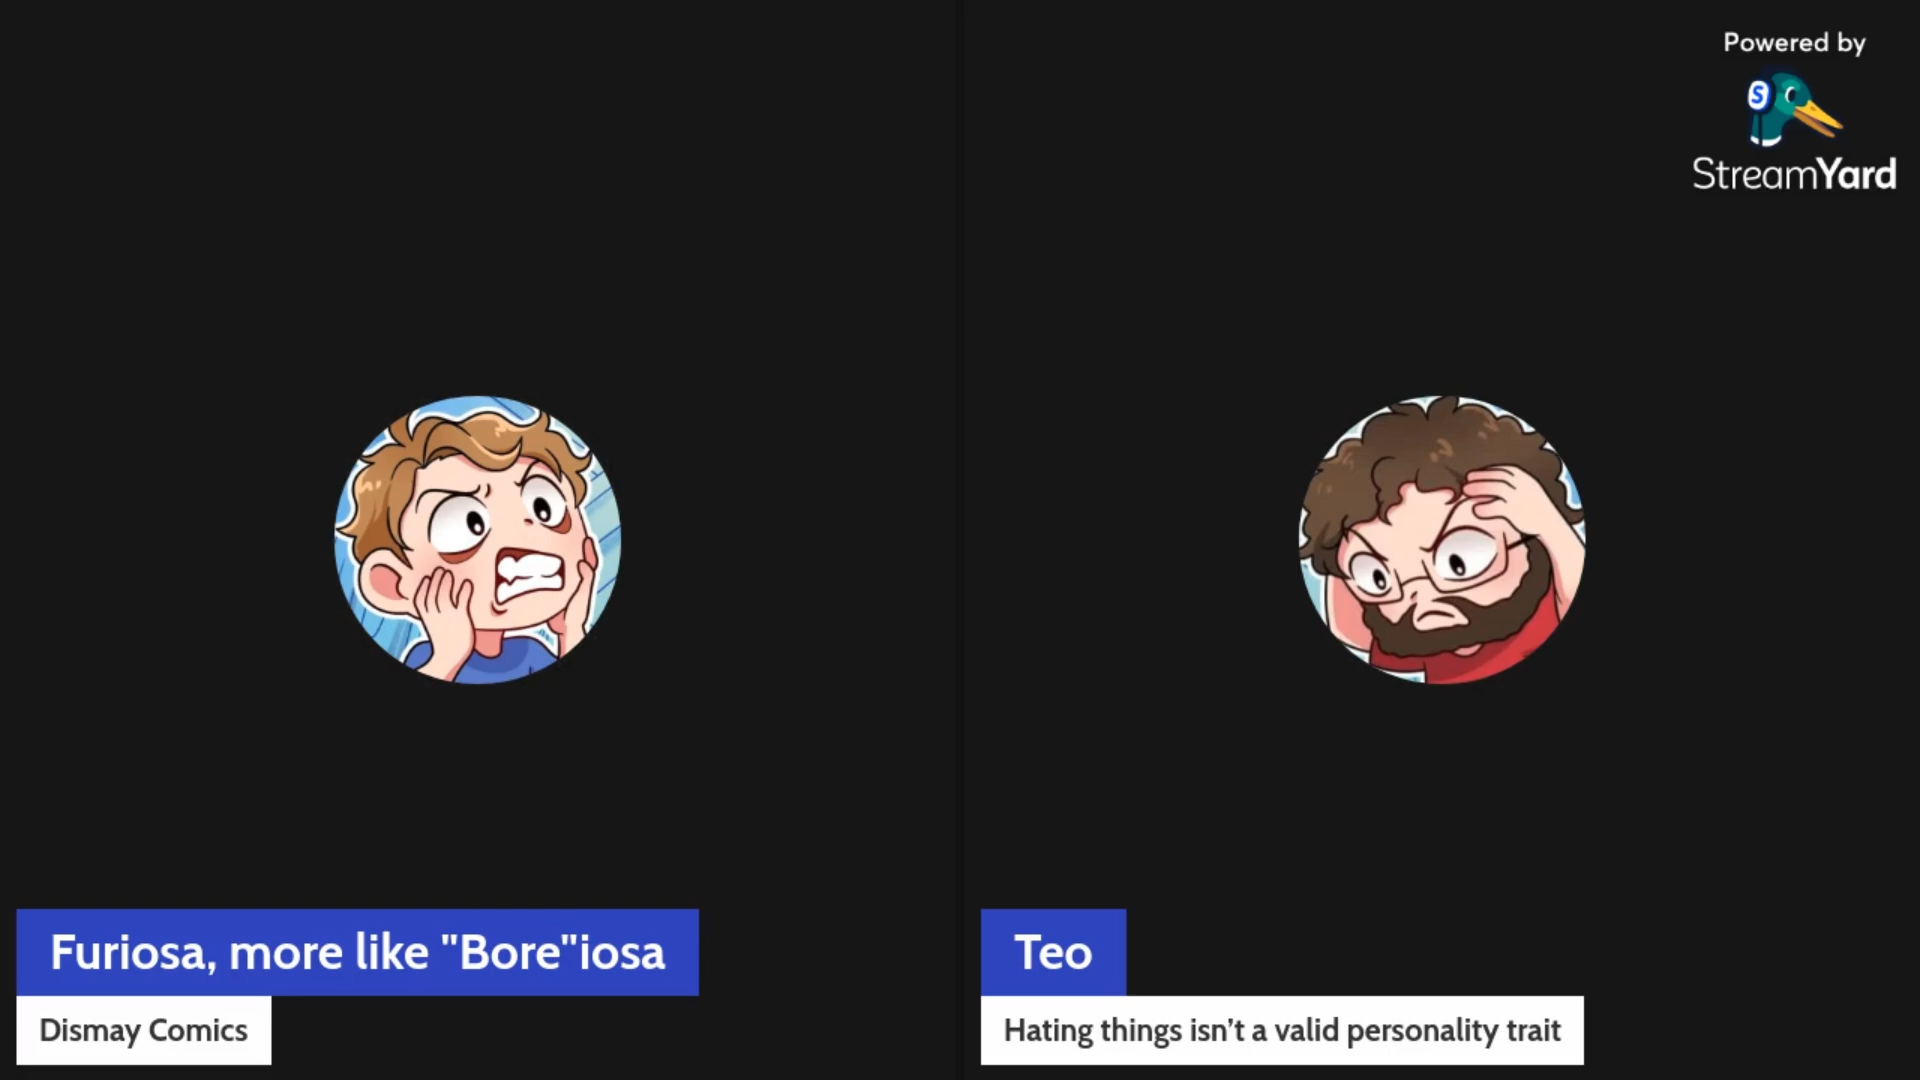 Powered by
S
StreamYard
Furiosa, more like "Bore"iosa
Dismay Comics
Teo
Hating things isn't a valid personality trait